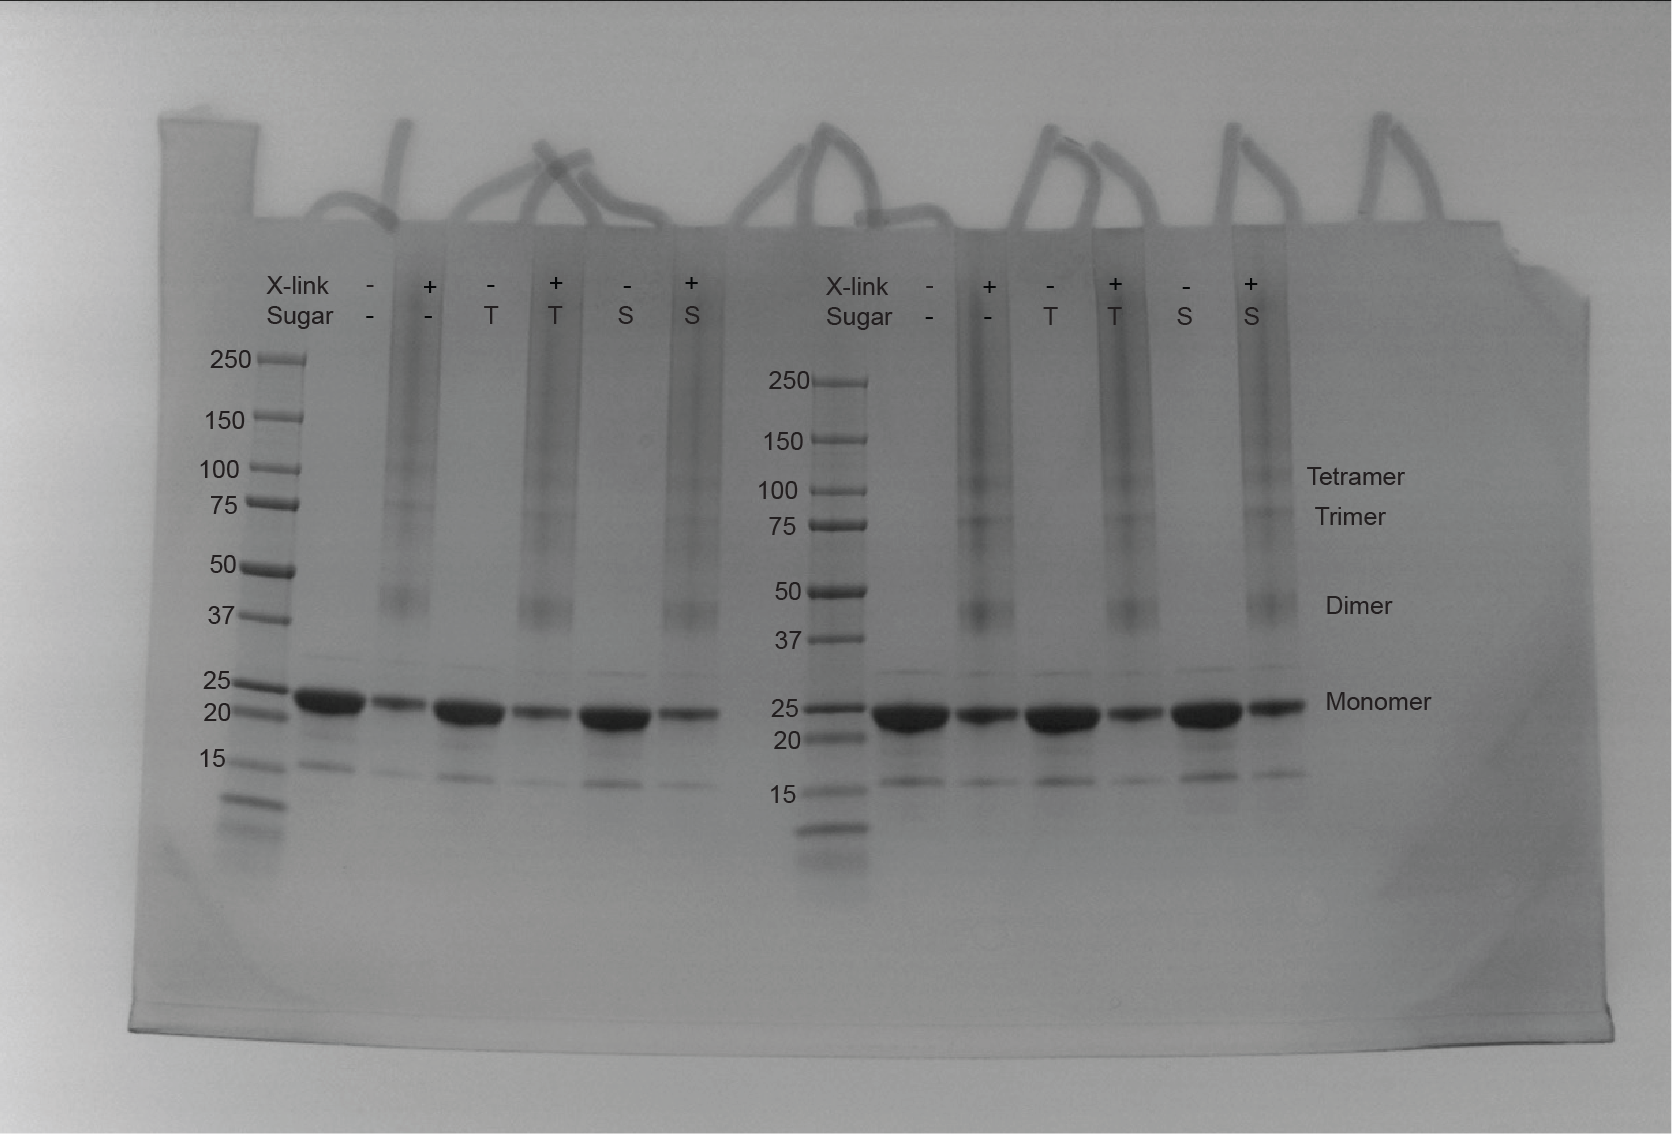 X-link - + - + - +
Sugar - - T T S S
250
150
100
75
50
37
25
20
15
X-link - + - + - +
Sugar - - T T S S
250
150
100
75
50
37
25
20
15
Tetramer
Trimer
Dimer
Monomer